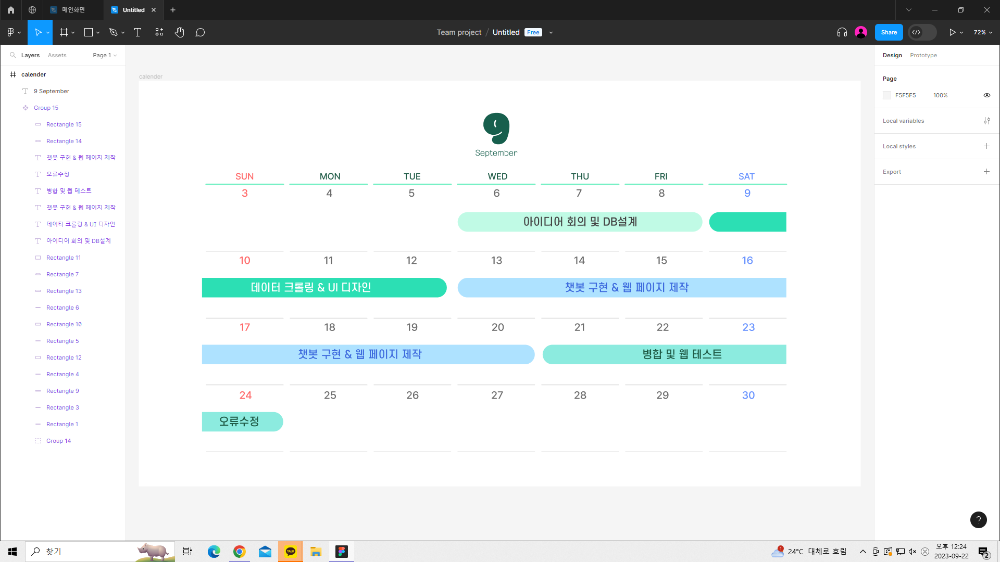 메인화면
Untitled
Team project / Untitled Free
Share
72%
Layers
Assets
Page 1
calender
9 September
Group 15
Rectangle 15
Rectangle 14
챗봇 구현 & 웹 페이지 제작
오류수정
병합 및 웹 테스트
챗봇 구현 & 웹 페이지 제작
데이터 크롤링 & UI 디자인
아이디어 회의 및 DB설계
Rectangle 11
Rectangle 7
Rectangle 13
Rectangle 6
Rectangle 10
Rectangle 5
Rectangle 12
Rectangle 4
Rectangle 9
Rectangle 3
Rectangle 1
Group 14
calender
9
September
SUN MON TUE WED THU FRI SAT
3 4 5 6 7 8 9
아이디어 회의 및 DB설계
10 11 12 13 14 15 16
데이터 크롤링 & UI 디자인
챗봇 구현 & 웹 페이지 제작
17 18 19 20 21 22 23
챗봇 구현 & 웹 페이지 제작
병합 및 웹 테스트
24 25 26 27 28 29 30
오류수정
Design
Prototype
Page
F5F5F5 100%
Local variables
Local styles
Export
?
찾기
TALK
1
24°C 대체로 흐림
오후 12:24
2023-09-22
2